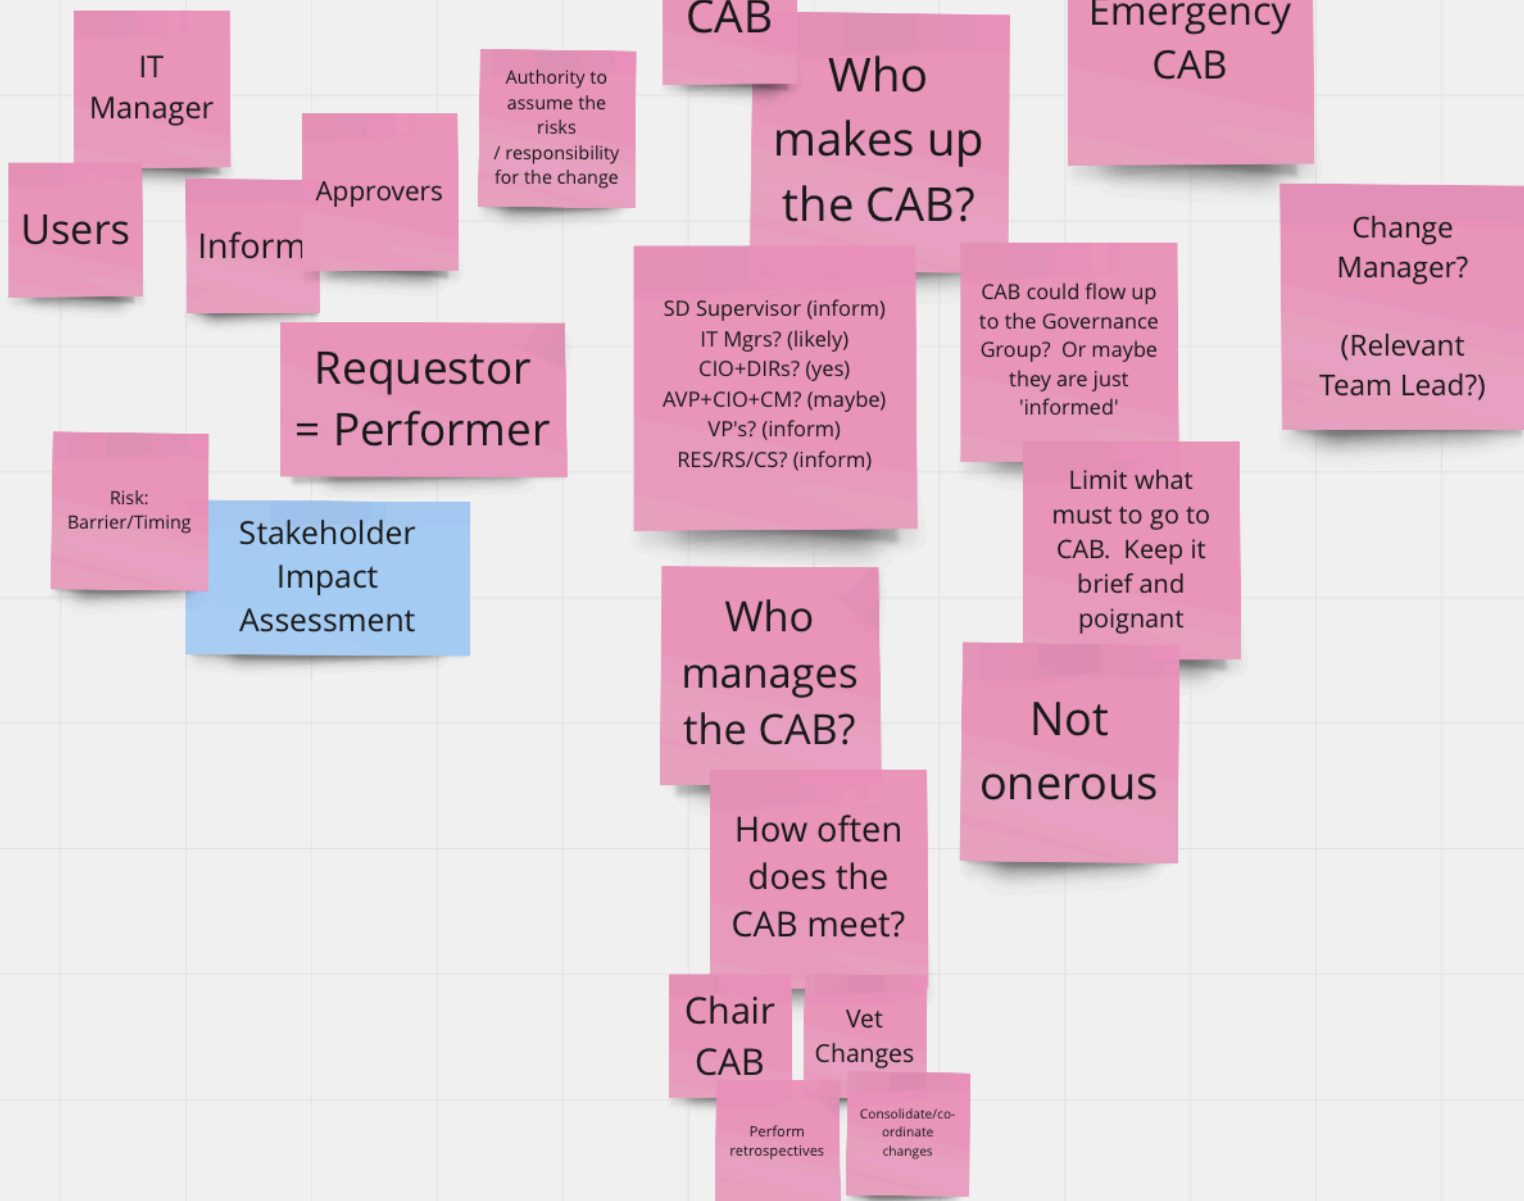 IT
Manager
Users
Inform
Approvers
Authority to
assume the
risks
/ responsibility
for the change
Requestor
= Performer
Risk:
Barrier/Timing
Stakeholder
Impact
Assessment
CAB
Who
makes up
the CAB?
SD Supervisor (inform)
IT Mgrs? (likely)
CIO+DIRs? (yes)
AVP+CIO+CM? (maybe)
VP's? (inform)
RES/RS/CS? (inform)
CAB could flow up
to the Governance
Group?  Or maybe
they are just
'informed'
Limit what
must to go to
CAB.  Keep it
brief and
poignant
Not
onerous
Who
manages
the CAB?
How often
does the
CAB meet?
Chair
CAB
Vet
Changes
Perform
retrospectives
Consolidate/co-
ordinate
changes
Emergency
CAB
Change
Manager?
(Relevant
Team Lead?)